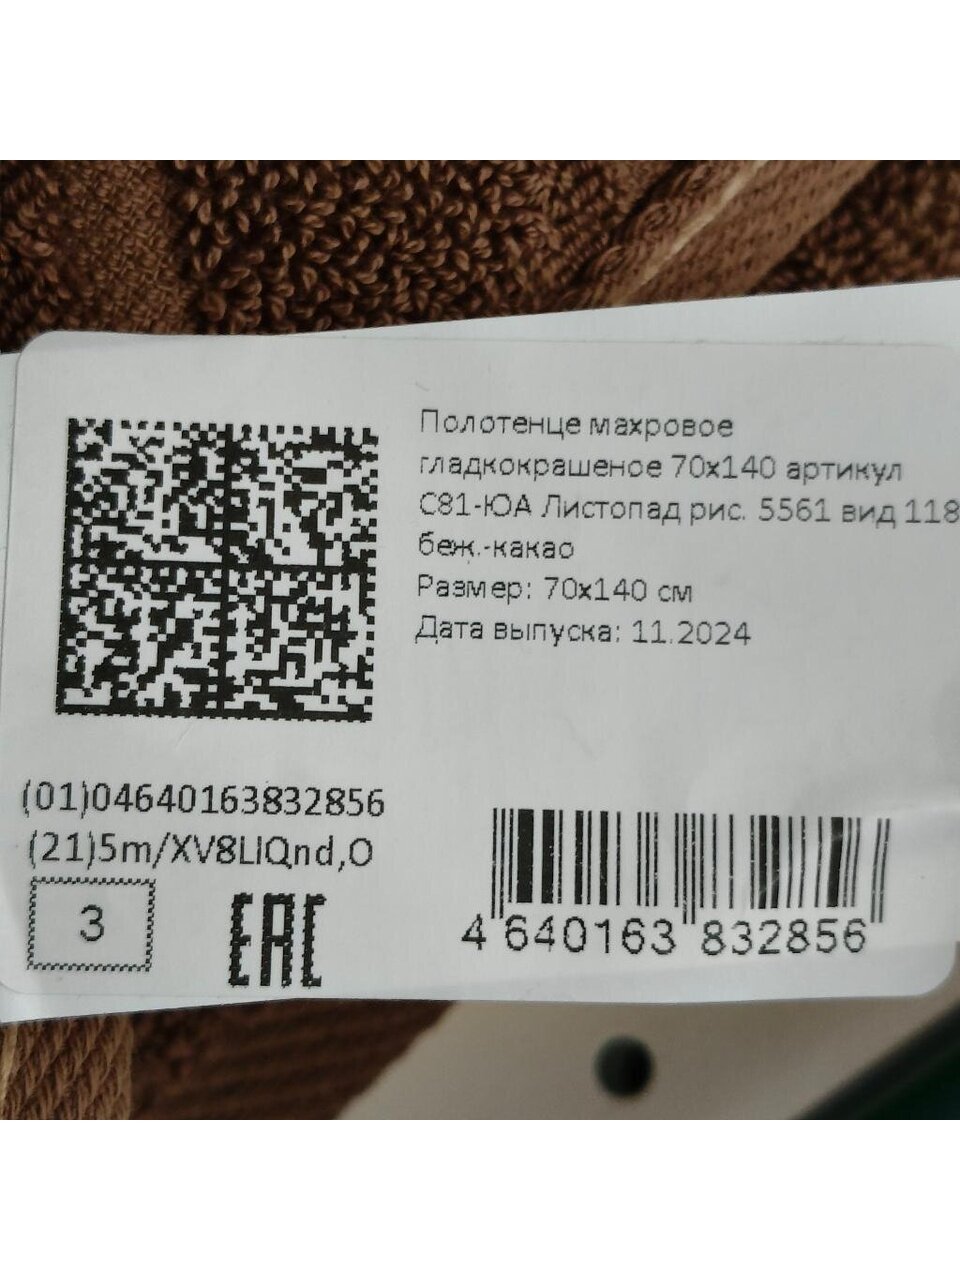 Полотенце махровое
гладкокрашеное 70х140 артикул
С81-ЮА Листопад рис. 5561 вид 118
беж.-какао
Размер: 70х140 см
Дата выпуска: 11.2024
(01)04640163832856
(21)5m/XV8LlQnd,O
3
EAC
4 640163 832856